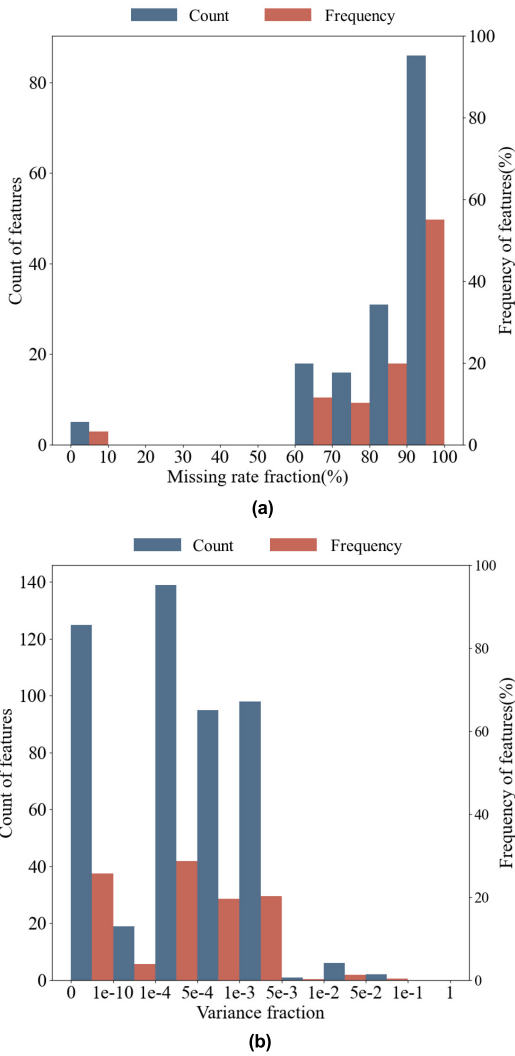 Count Frequency
100
80
80
60
60
40
40
20
20
0
0
0 10 20 30 40 50 60 70 80 90 100
Count of features
Frequency of features(%)
Missing rate fraction(%)
(a)
Count Frequency
140
120
100
80
60
40
20
0
100
80
60
40
20
0
0 1e-10 1e-4 5e-4 1e-3 5e-3 1e-2 5e-2 1e-1 1
Count of features
Frequency of features(%)
Variance fraction
(b)